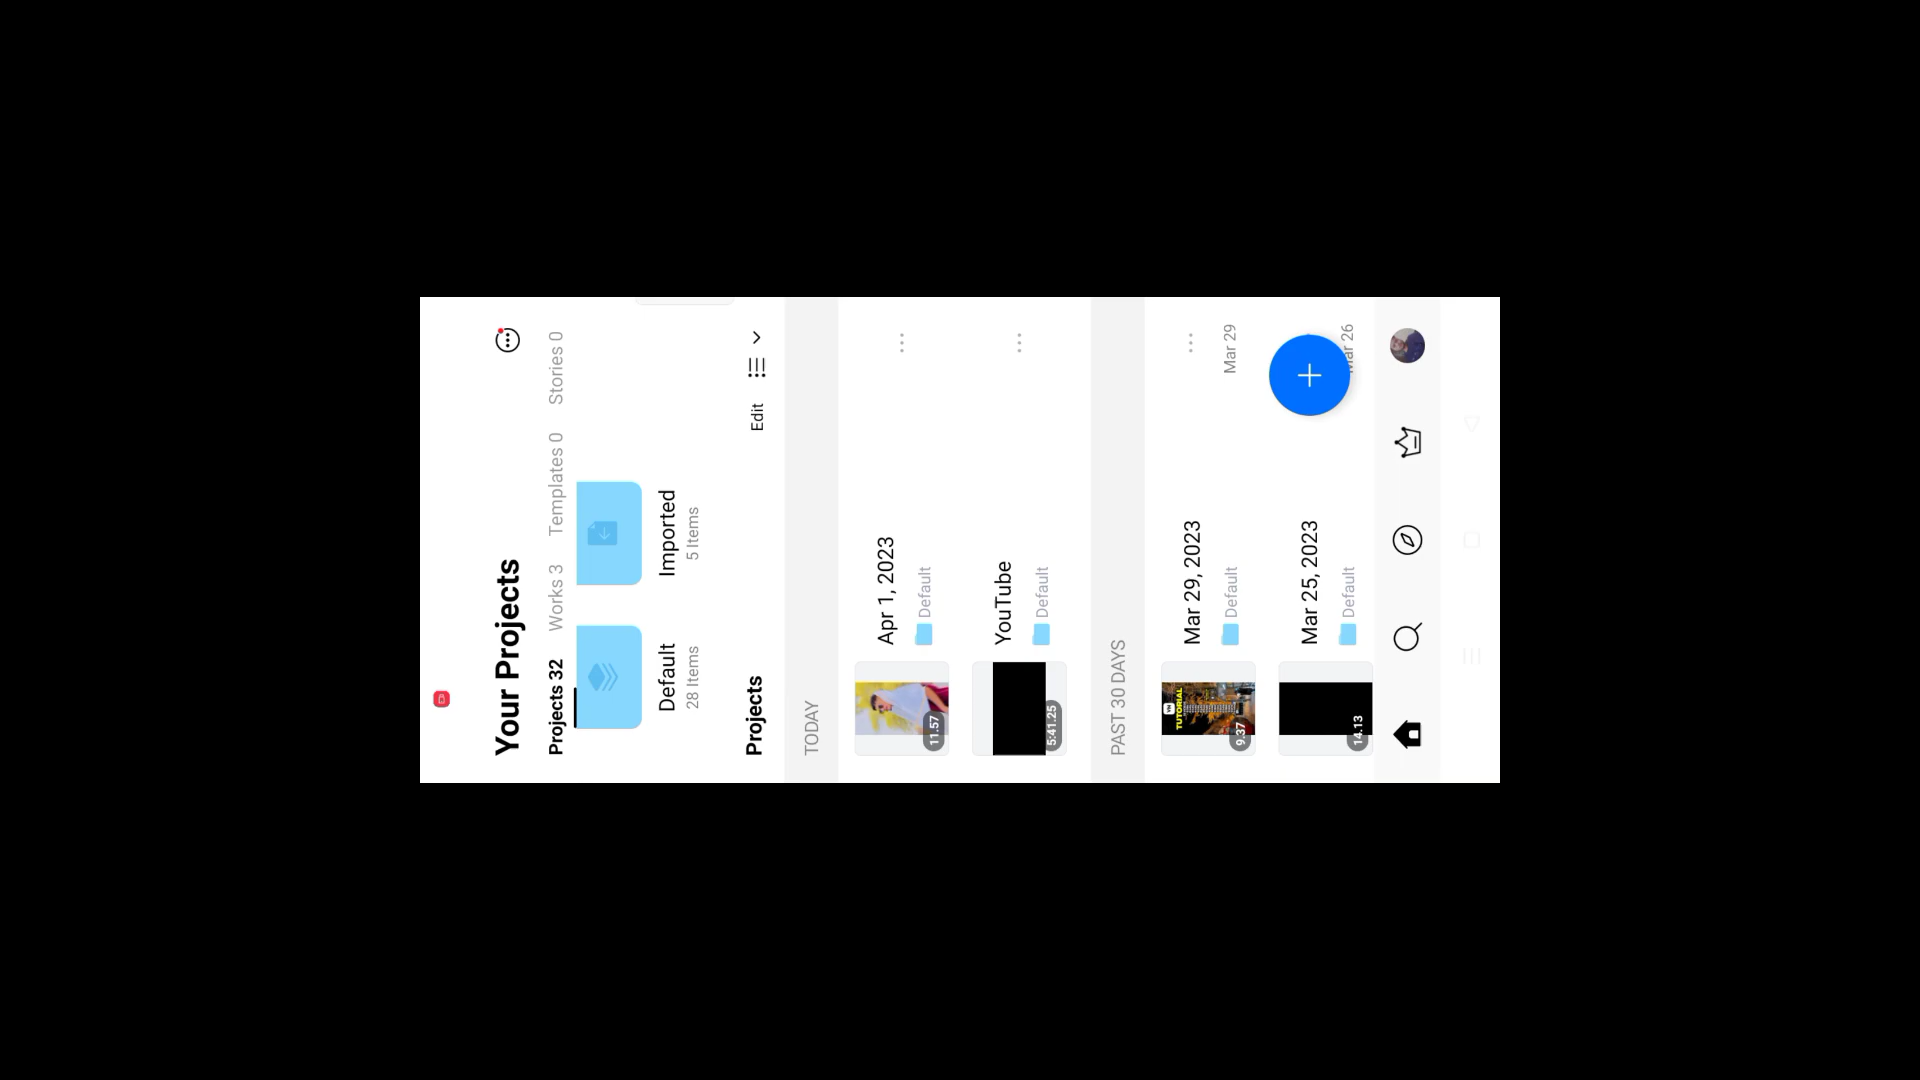 Your Projects
Projects 32 Works 3 Templates 0 Stories 0
Default
28 Items
Imported
5 Items
Projects Edit
TODAY
Apr 1, 2023
Default
11.57
YouTube
Default
5:41.25
PAST 30 DAYS
Mar 29, 2023
Default Mar 29
TUTORIAL
9.37
Mar 25, 2023
Default Mar 26
14.13